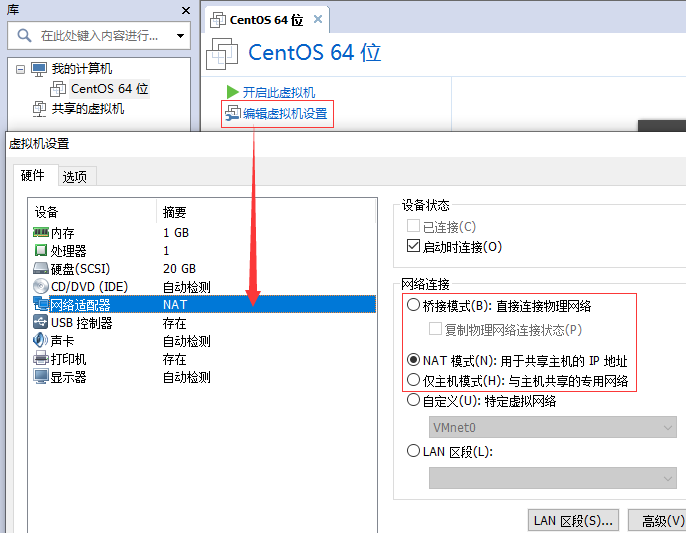 库
在此处键入内容进行...
我的计算机
CentOS 64 位
共享的虚拟机
CentOS 64 位
CentOS 64 位
开启此虚拟机
编辑虚拟机设置
虚拟机设置
硬件 选项
设备 摘要
内存 1 GB
处理器 1
硬盘(SCSI) 20 GB
CD/DVD (IDE) 自动检测
网络适配器 NAT
USB 控制器 存在
声卡 自动检测
打印机 存在
显示器 自动检测
设备状态
已连接(C)
启动时连接(O)
网络连接
桥接模式(B): 直接连接物理网络
复制物理网络连接状态(P)
NAT 模式(N): 用于共享主机的 IP 地址
仅主机模式(H): 与主机共享的专用网络
自定义(U): 特定虚拟网络
VMnet0
LAN 区段(L):
LAN 区段(S)... 高级(V)